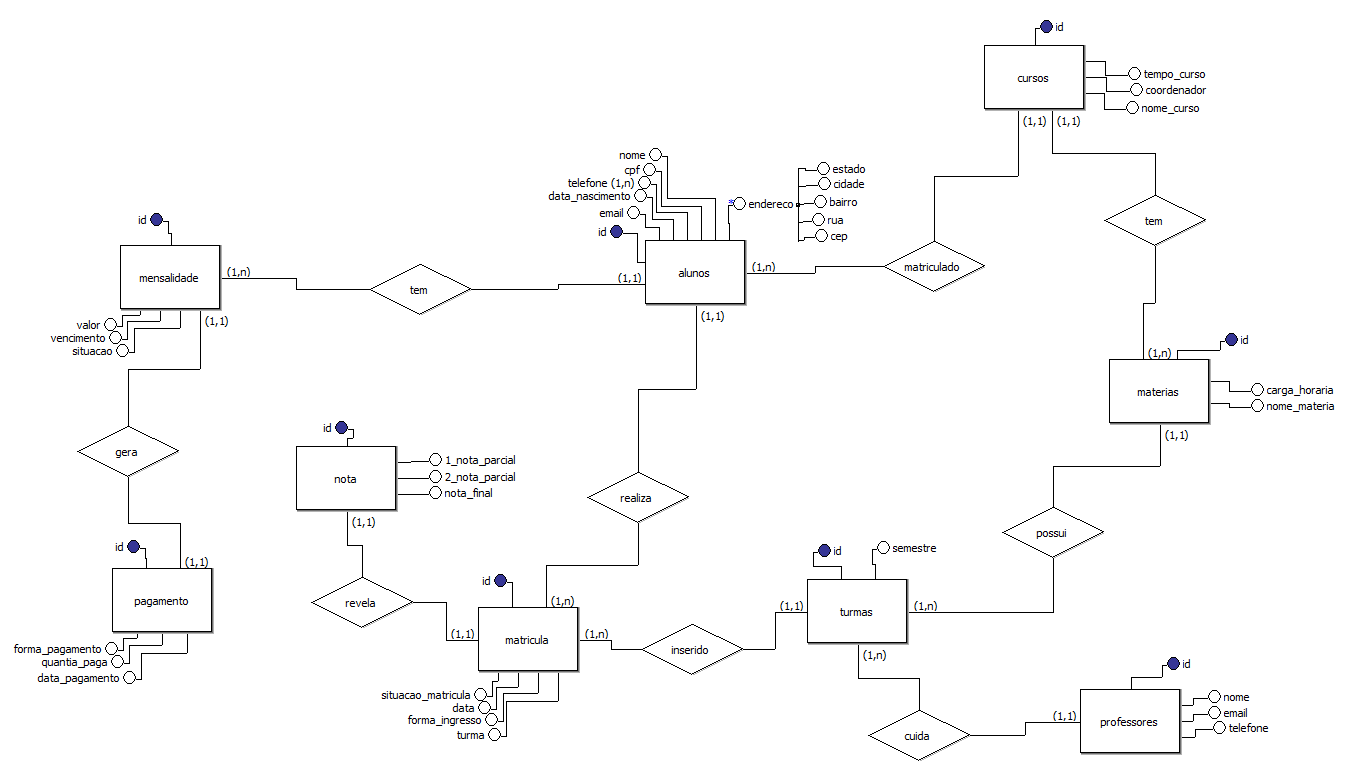 id
cursos
tempo_curso
coordenador
nome_curso
(1,1)
(1,1)
nome
cpf
telefone (1,n)
data_nascimento
email
id
* endereco
estado
cidade
bairro
rua
cep
tem
id
mensalidade
(1,n)
tem
(1,1)
alunos
(1,n)
matriculado
valor
vencimento
situacao
(1,1)
(1,1)
(1,n)
id
materias
carga_horaria
nome_materia
(1,1)
gera
id
nota
1_nota_parcial
2_nota_parcial
nota_final
(1,1)
realiza
possui
id
(1,1)
pagamento
forma_pagamento
quantia_paga
data_pagamento
revela
(1,1)
id
(1,n)
matricula
(1,n)
situacao_matricula
data
forma_ingresso
turma
inserido
(1,1)
id
semestre
turmas
(1,n)
(1,n)
cuida
(1,1)
id
professores
nome
email
telefone